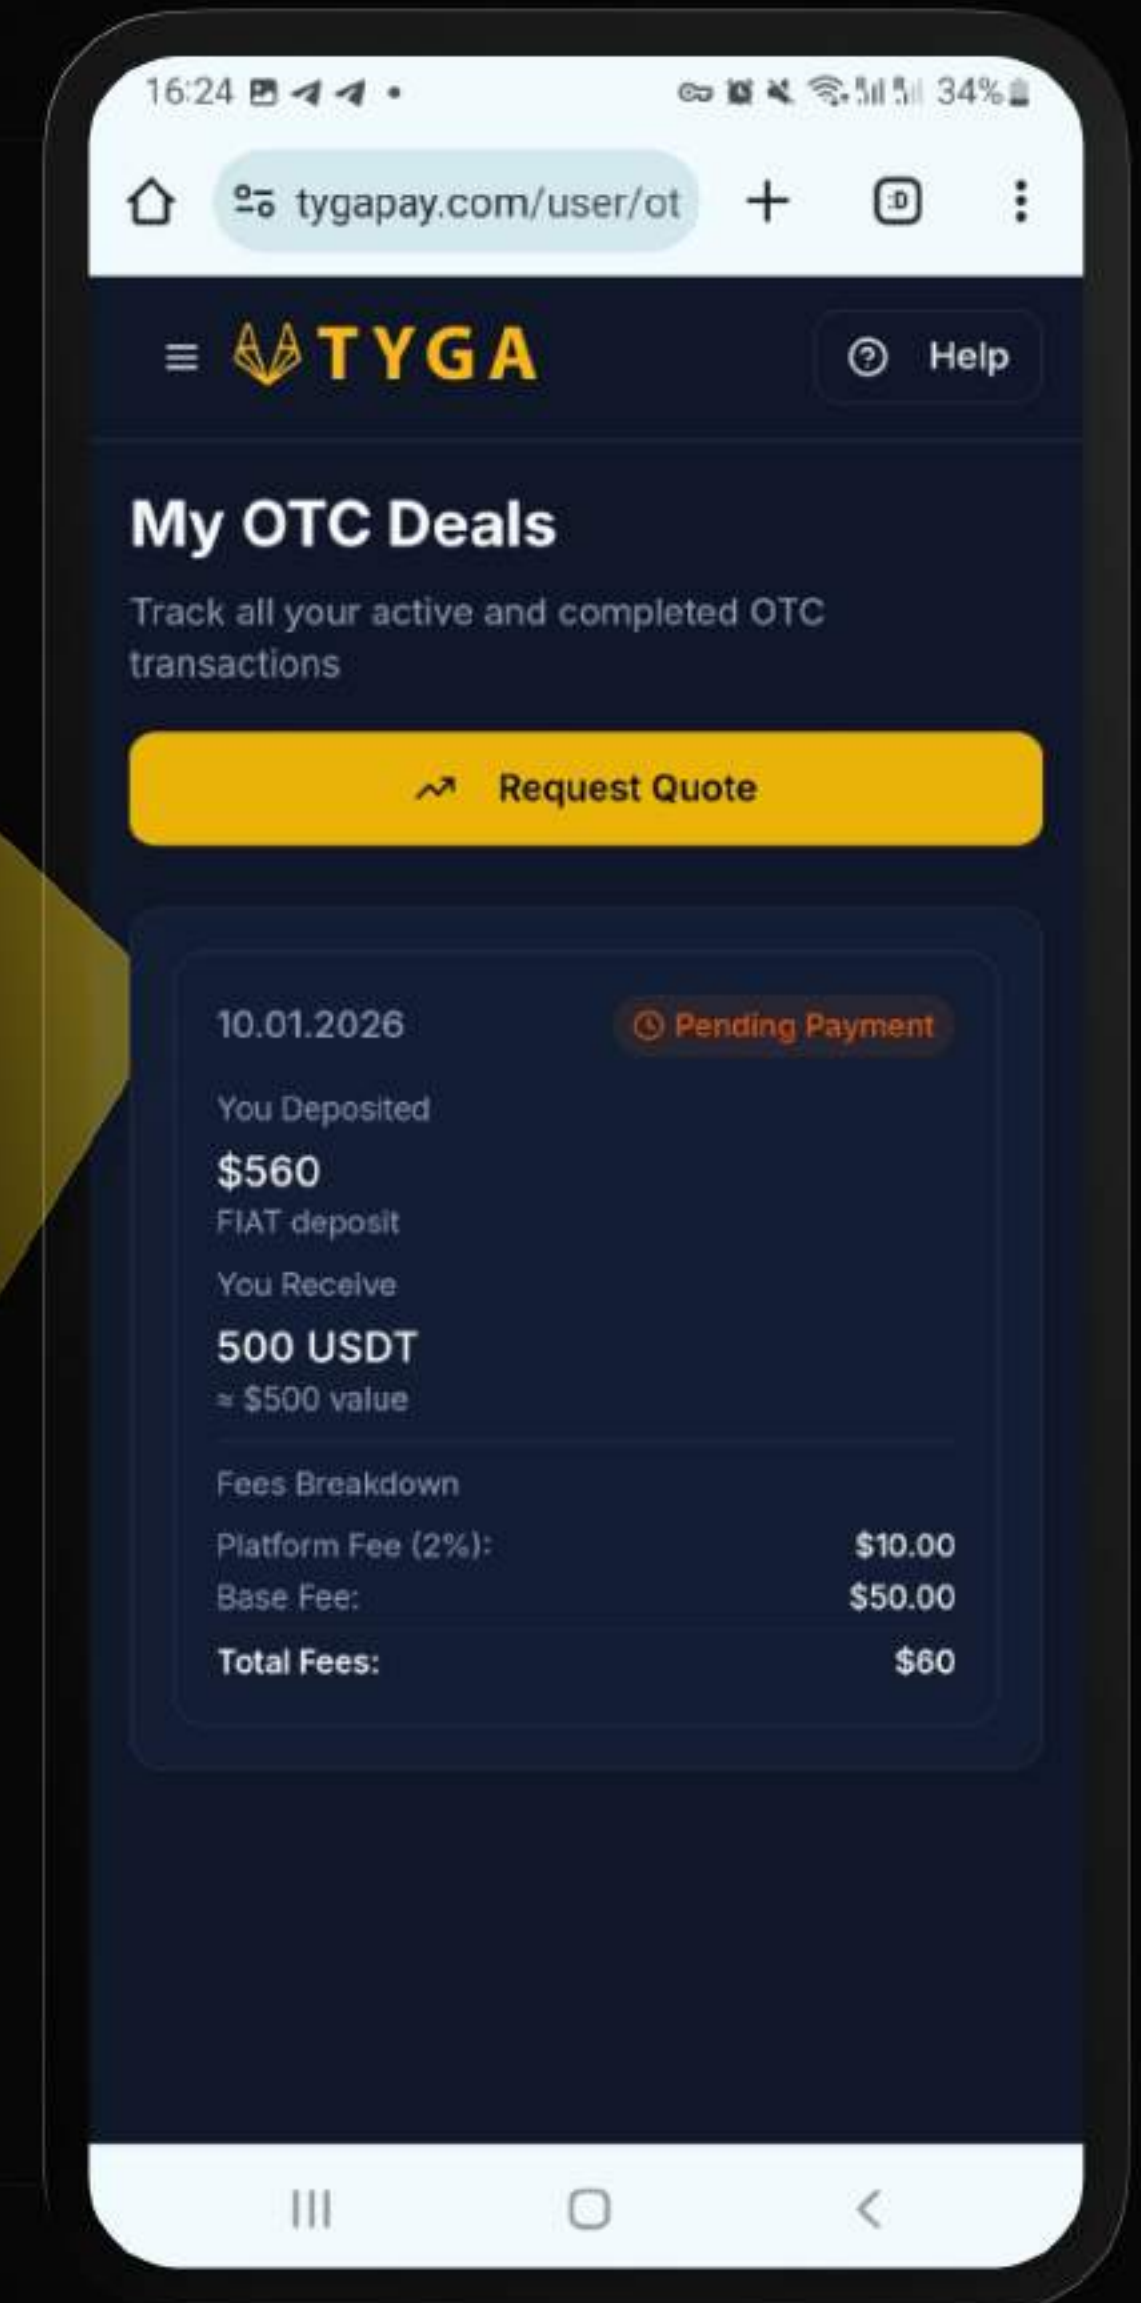 16:24
34%
tygapay.com/user/ot
:D
TYGA
Help
My OTC Deals
Track all your active and completed OTC
transactions
Request Quote
10.01.2026
Pending Payment
You Deposited
$560
FIAT deposit
You Receive
500 USDT
≈ $500 value
Fees Breakdown
Platform Fee (2%):
$10.00
Base Fee:
$50.00
Total Fees:
$60